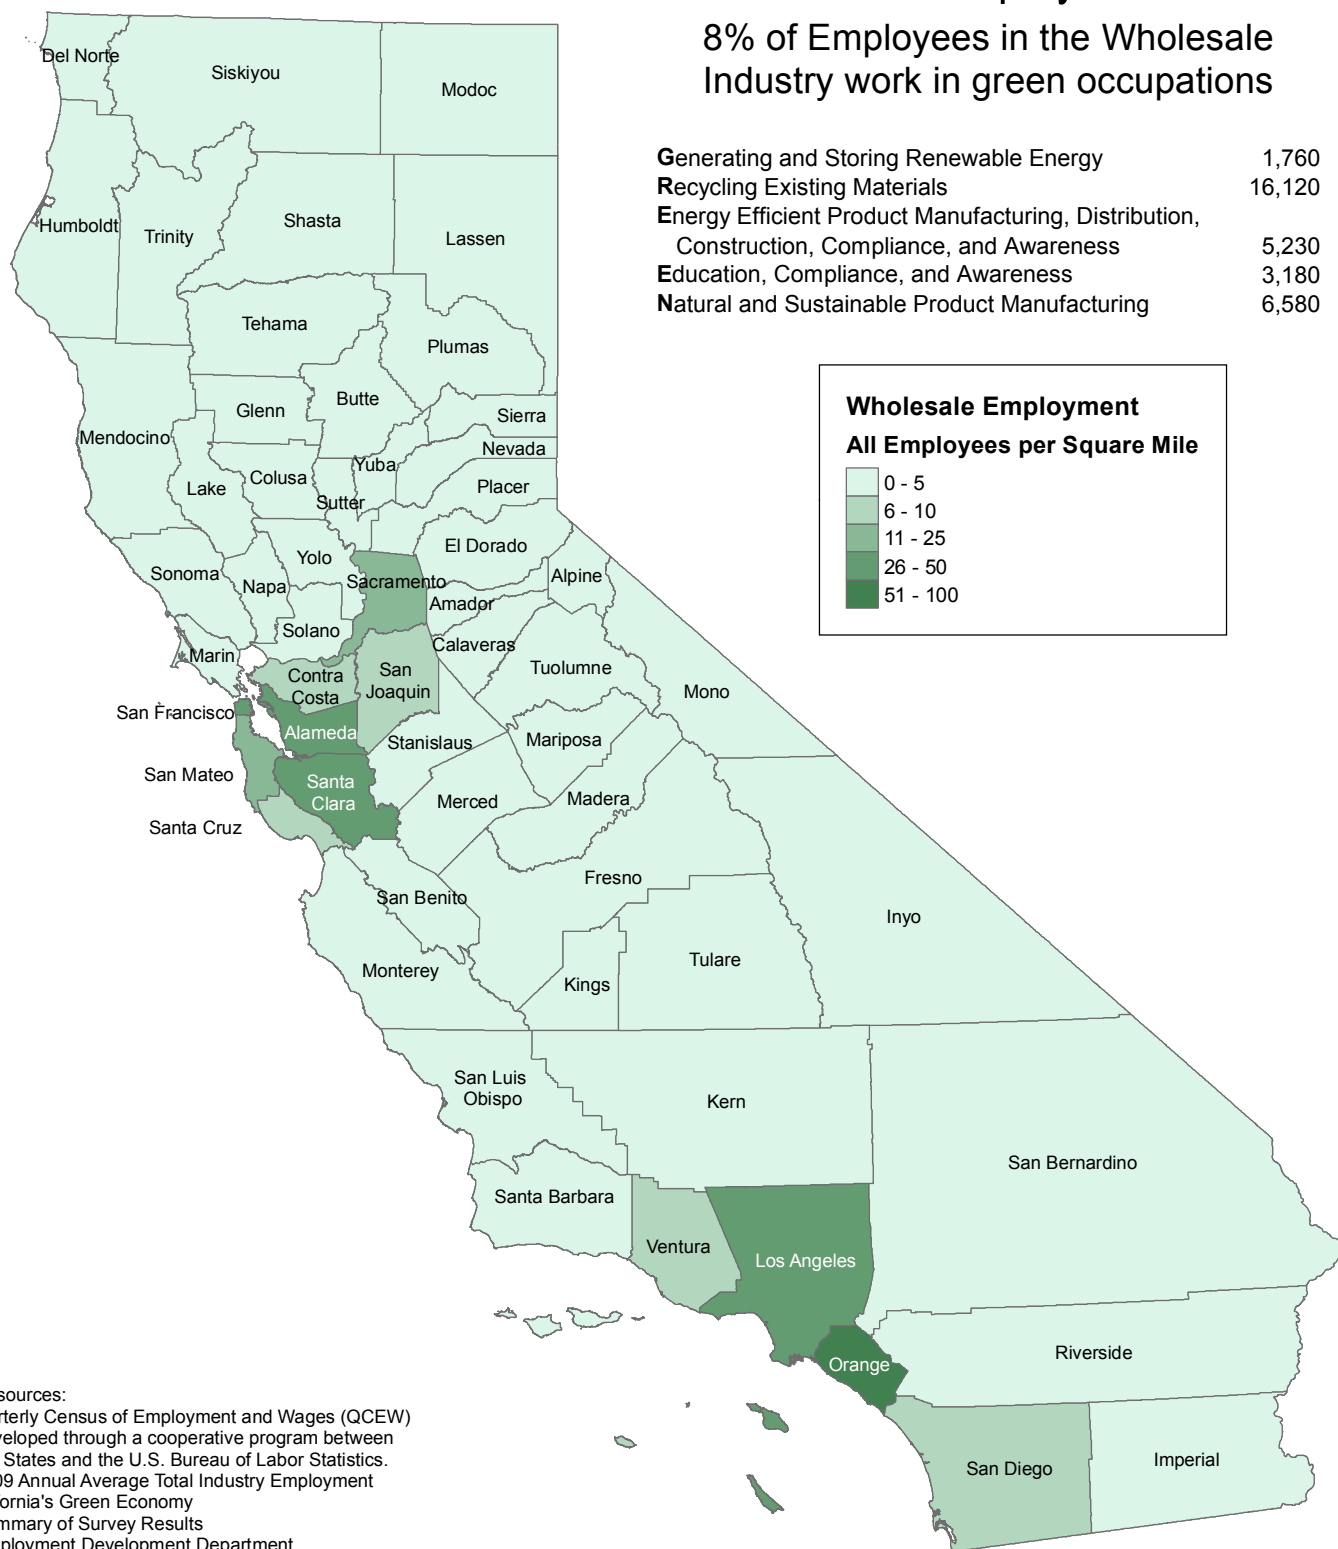 8% of Employees in the Wholesale
Industry work in green occupations
Generating and Storing Renewable Energy 1,760
Recycling Existing Materials 16,120
Energy Efficient Product Manufacturing, Distribution,
Construction, Compliance, and Awareness 5,230
Education, Compliance, and Awareness 3,180
Natural and Sustainable Product Manufacturing 6,580
Wholesale Employment
All Employees per Square Mile
0 - 5
6 - 10
11 - 25
26 - 50
51 - 100
Del Norte
Siskiyou
Modoc
Humboldt
Trinity
Shasta
Lassen
Tehama
Plumas
Glenn
Butte
Sierra
Mendocino
Nevada
Yuba
Colusa
Lake
Placer
Sutter
El Dorado
Yolo
Sonoma
Napa
Sacramento
Alpine
Amador
Solano
Calaveras
Marin
Contra
Costa
San
Joaquin
Tuolumne
Mono
San Francisco
Alameda
Stanislaus
Mariposa
San Mateo
Santa
Clara
Merced
Madera
Santa Cruz
Fresno
San Benito
Inyo
Monterey
Tulare
Kings
San Luis
Obispo
Kern
San Bernardino
Santa Barbara
Ventura
Los Angeles
Orange
Riverside
San Diego
Imperial
sources:
rterly Census of Employment and Wages (QCEW)
veloped through a cooperative program between
States and the U.S. Bureau of Labor Statistics.
09 Annual Average Total Industry Employment
ornia's Green Economy
mmary of Survey Results
ployment Development Department